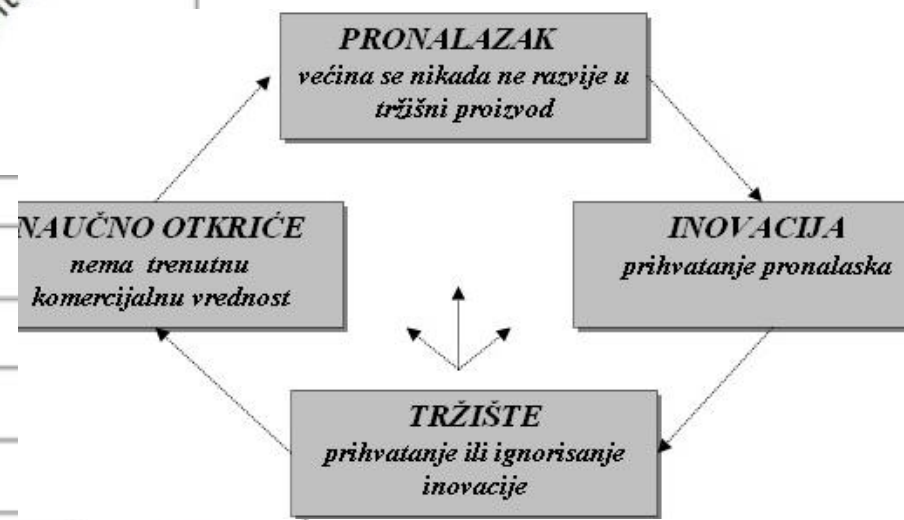 PRONALAZAK
većina se nikada ne razvije u
tržišni proizvod
NAUČNO OTKRIĆE
nema trenutnu
komercijalnu vrednost
INOVACIJA
prihvatanje pronalaska
TRŽIŠTE
prihvatanje ili ignorisanje
inovacije